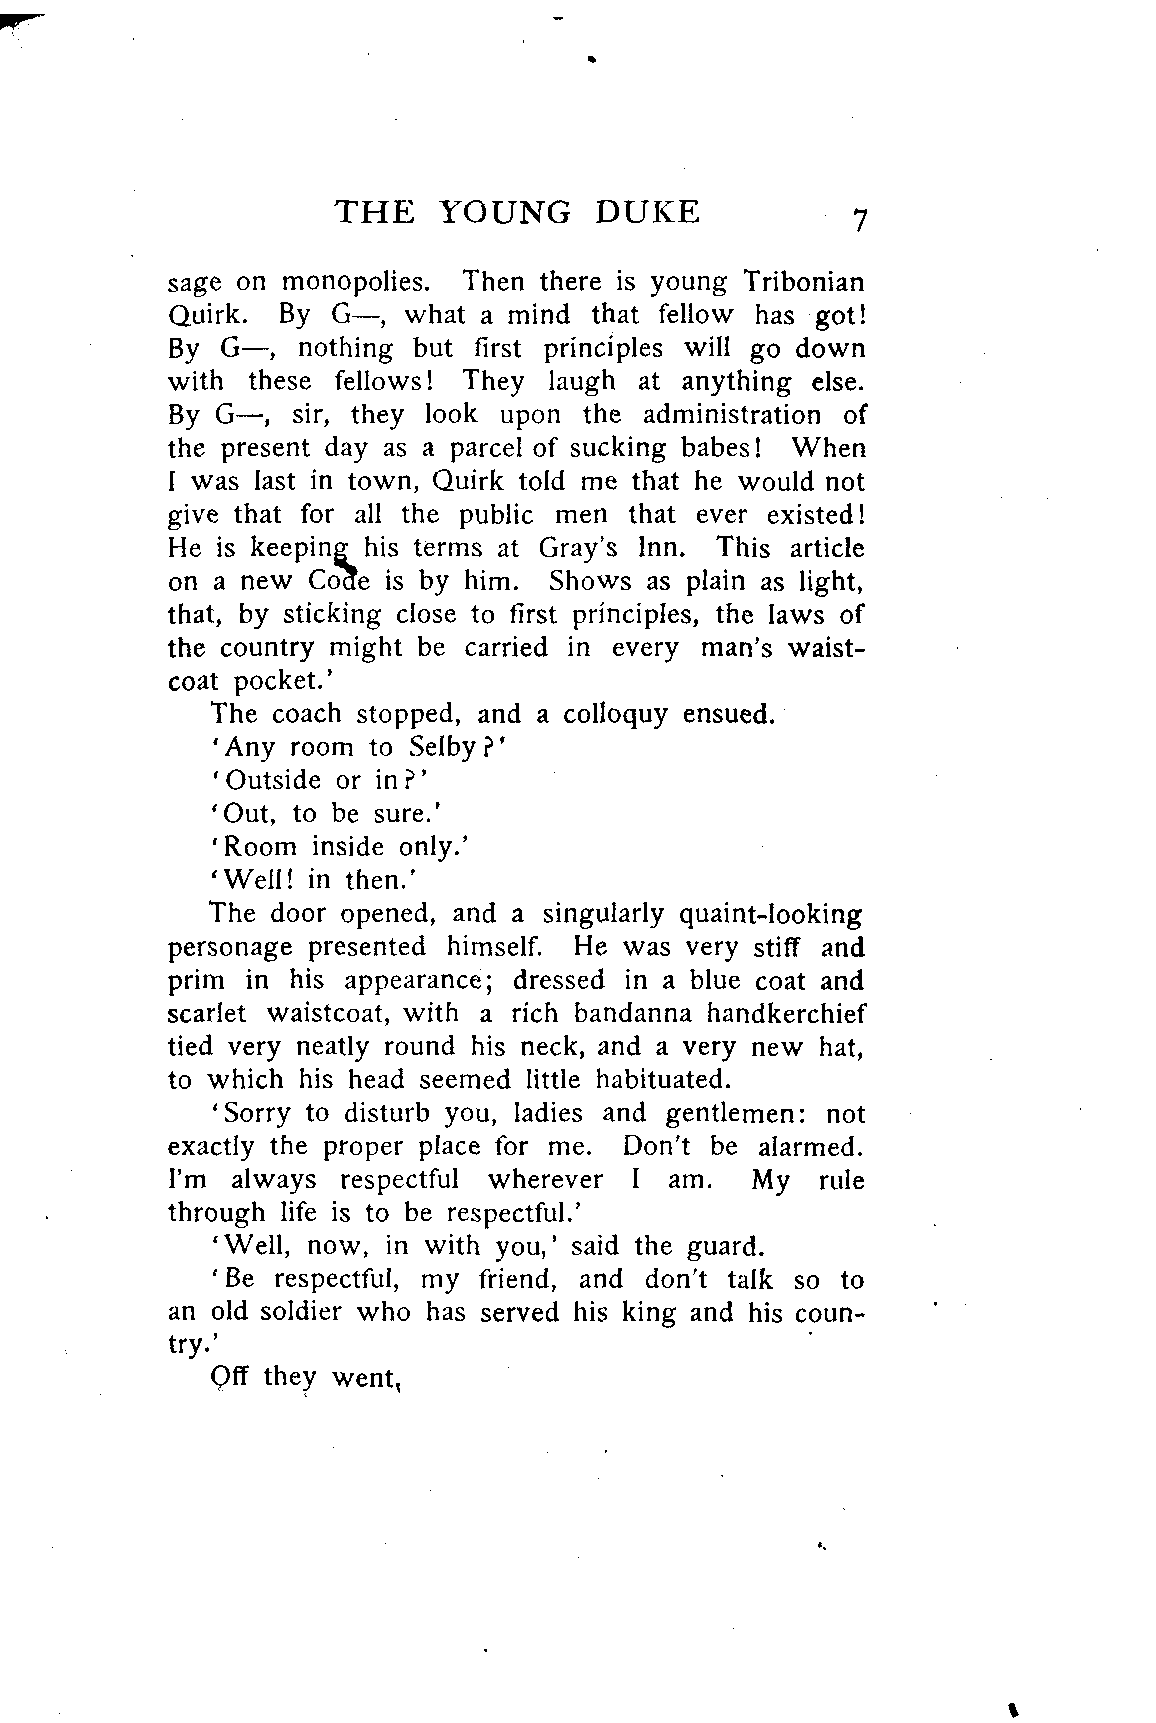 THE YOUNG DUKE 7
sage on monopolies. Then there is young Tribonian
Quirk. By G—, what a mind that fellow has got!
By G—, nothing but first principles will go down
with these fellows! They laugh at anything else.
By G—, sir, they look upon the administration of
the present day as a parcel of sucking babes! When
I was last in town, Quirk told me that he would not
give that for all the public men that ever existed!
He is keeping his terms at Gray's Inn. This article
on a new Code is by him. Shows as plain as light,
that, by sticking close to first principles, the laws of
the country might be carried in every man's waist-
coat pocket.'
The coach stopped, and a colloquy ensued.
'Any room to Selby?'
'Outside or in?'
'Out, to be sure.'
'Room inside only.'
'Well! in then.'
The door opened, and a singularly quaint-looking
personage presented himself. He was very stiff and
prim in his appearance; dressed in a blue coat and
scarlet waistcoat, with a rich bandanna handkerchief
tied very neatly round his neck, and a very new hat,
to which his head seemed little habituated.
'Sorry to disturb you, ladies and gentlemen: not
exactly the proper place for me. Don't be alarmed.
I'm always respectful wherever I am. My rule
through life is to be respectful.'
'Well, now, in with you,' said the guard.
'Be respectful, my friend, and don't talk so to
an old soldier who has served his king and his coun-
try.'
Off they went,